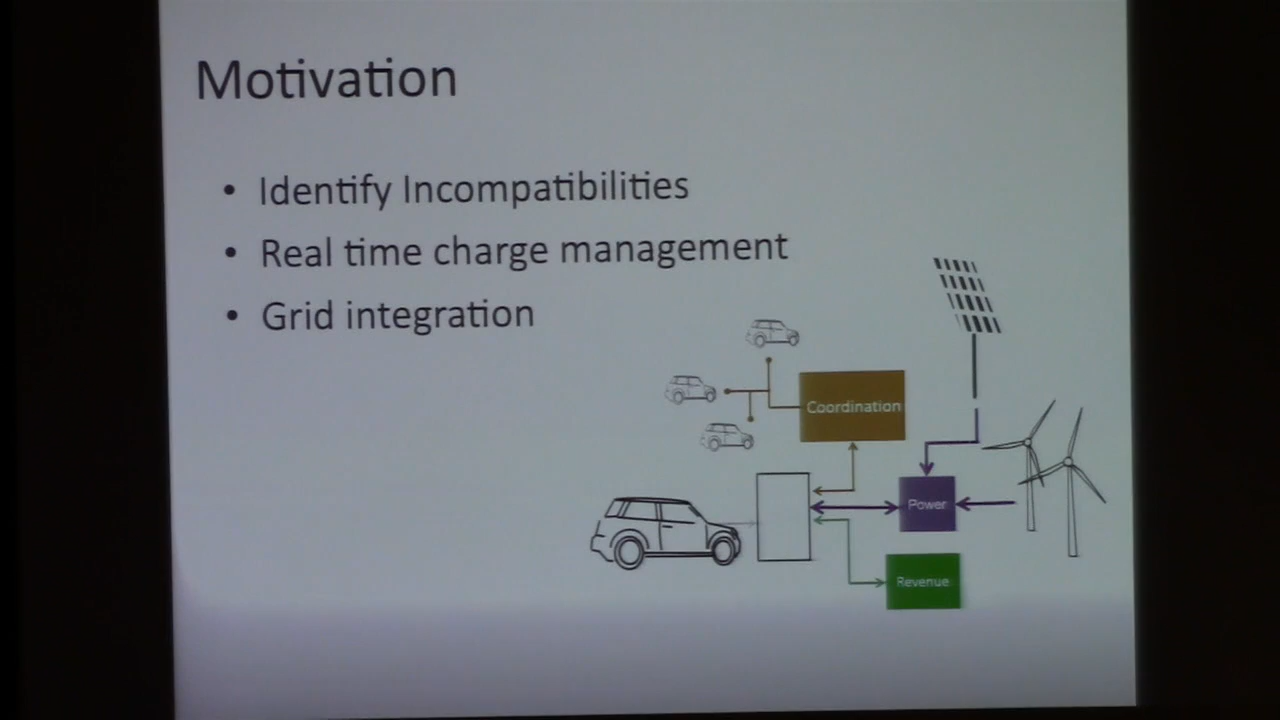 Motivation
• Identify Incompatibilities
• Real time charge management
• Grid integration
Coordination
Power
Revenue